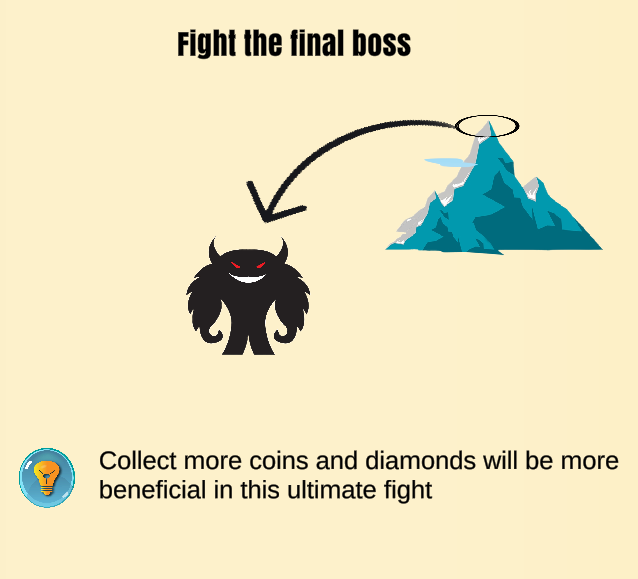 Fight the final boss
Collect more coins and diamonds will be more
beneficial in this ultimate fight